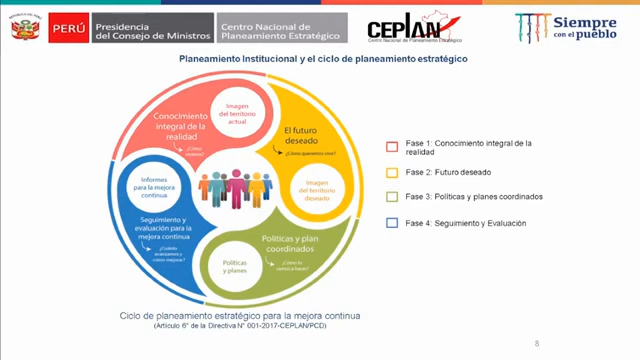 PERÚ
Presidencia
del Consejo de Ministros
Centro Nacional de
Planeamiento Estratégico
CEPLAN
Centro Nacional de Planeamiento Estratégico
Siempre
con el pueblo
Planeamiento Institucional y el ciclo de planeamiento estratégico
Imagen
del territorio
actual
Conocimiento
integral de la
realidad
El futuro
deseado
¿Cómo queremos vivir?
Imagen
del territorio
deseado
Informes
para la mejora
continua
Seguimiento y
evaluación para la
mejora continua
Políticas y plan
coordinados
Políticas
y planes
Fase 1: Conocimiento integral de la
realidad
Fase 2: Futuro deseado
Fase 3: Políticas y planes coordinados
Fase 4: Seguimiento y Evaluación
Ciclo de planeamiento estratégico para la mejora continua
(Artículo 6° de la Directiva N° 001-2017-CEPLAN/PCD)
8